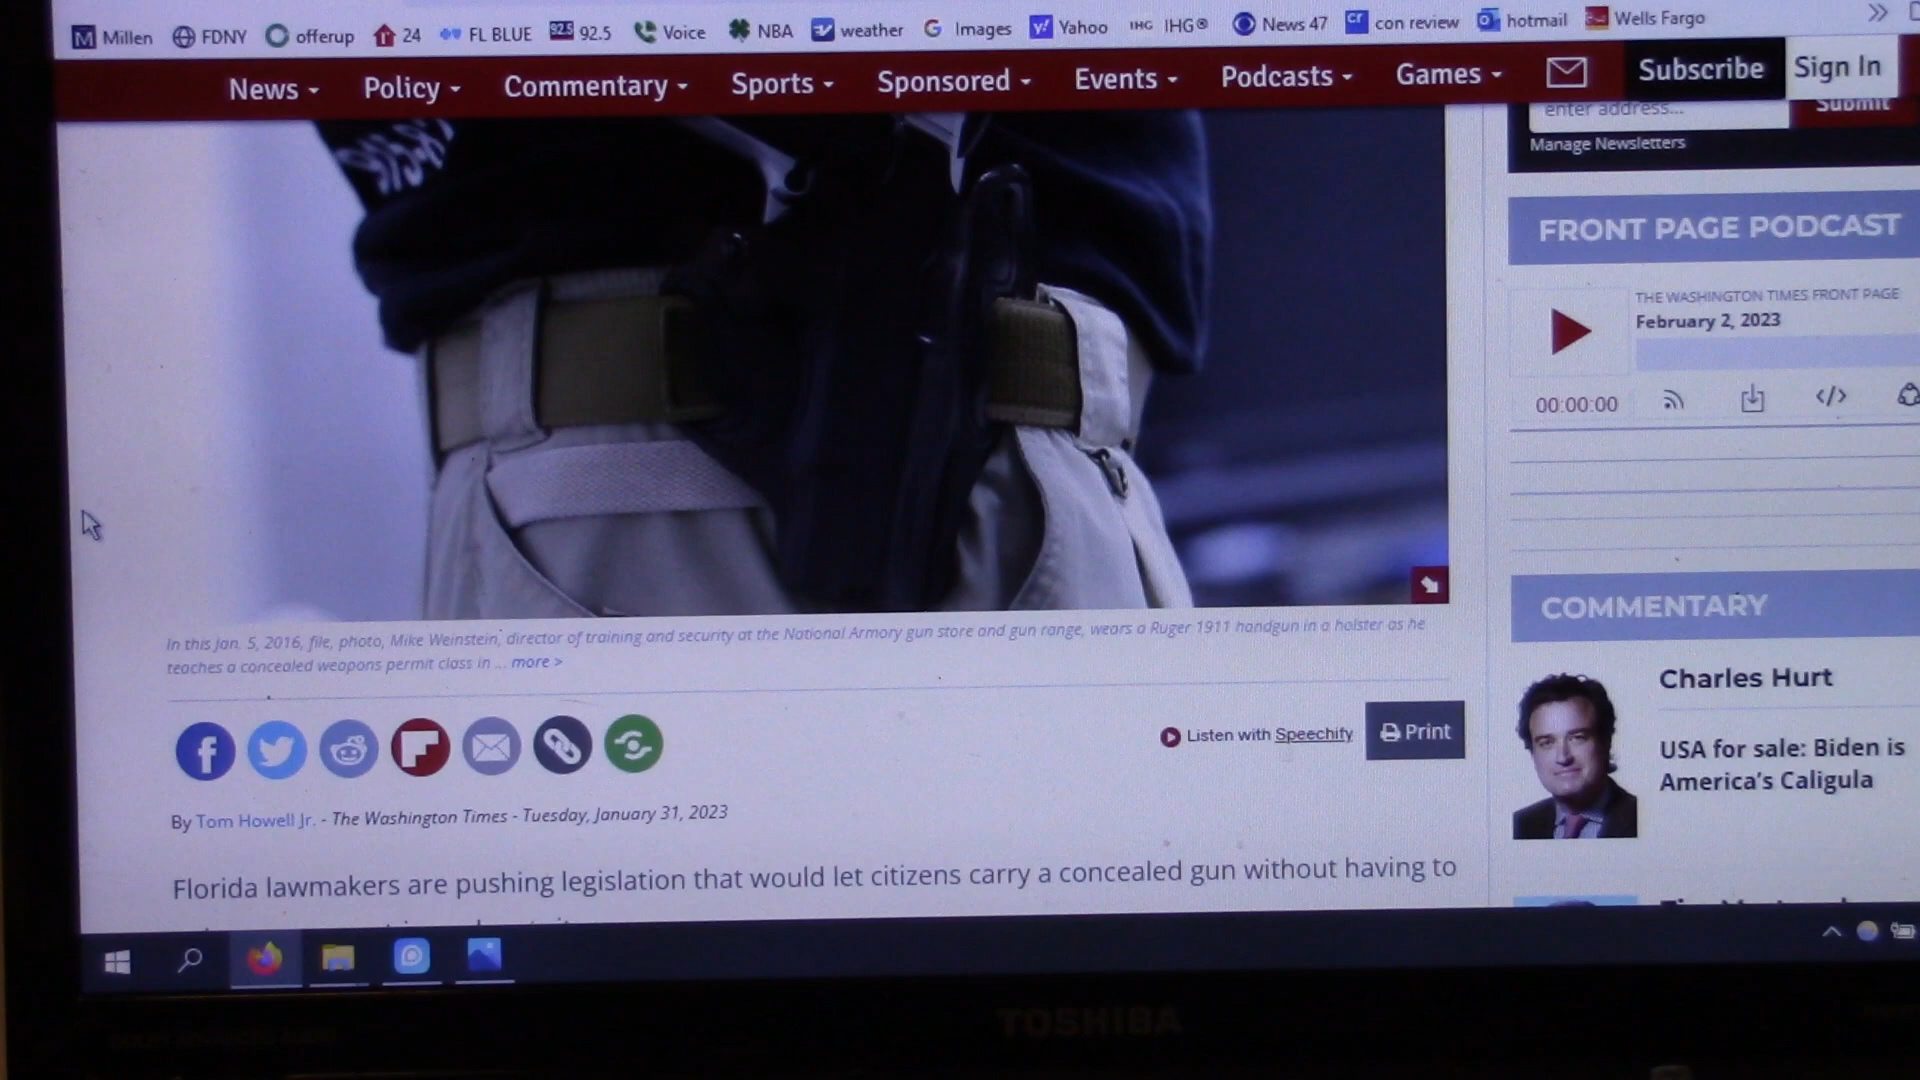 Millen FDNY offerup 24 FL BLUE 92.5 92.5 Voice NBA weather Images Yahoo IHG IHG® News 47 con review hotmail Wells Fargo
News Policy Commentary Sports Sponsored Events Podcasts Games Subscribe Sign In
enter address... Submit
Manage Newsletters
FRONT PAGE PODCAST
THE WASHINGTON TIMES FRONT PAGE
February 2, 2023
00:00:00
In this Jan. 5, 2016, file, photo, Mike Weinstein, director of training and security at the National Armory gun store and gun range, wears a Ruger 1911 handgun in a holster as he
teaches a concealed weapons permit class in ... more >
Listen with Speechify Print
By Tom Howell Jr. - The Washington Times - Tuesday, January 31, 2023
Florida lawmakers are pushing legislation that would let citizens carry a concealed gun without having to
COMMENTARY
Charles Hurt
USA for sale: Biden is
America's Caligula
TOSHIBA